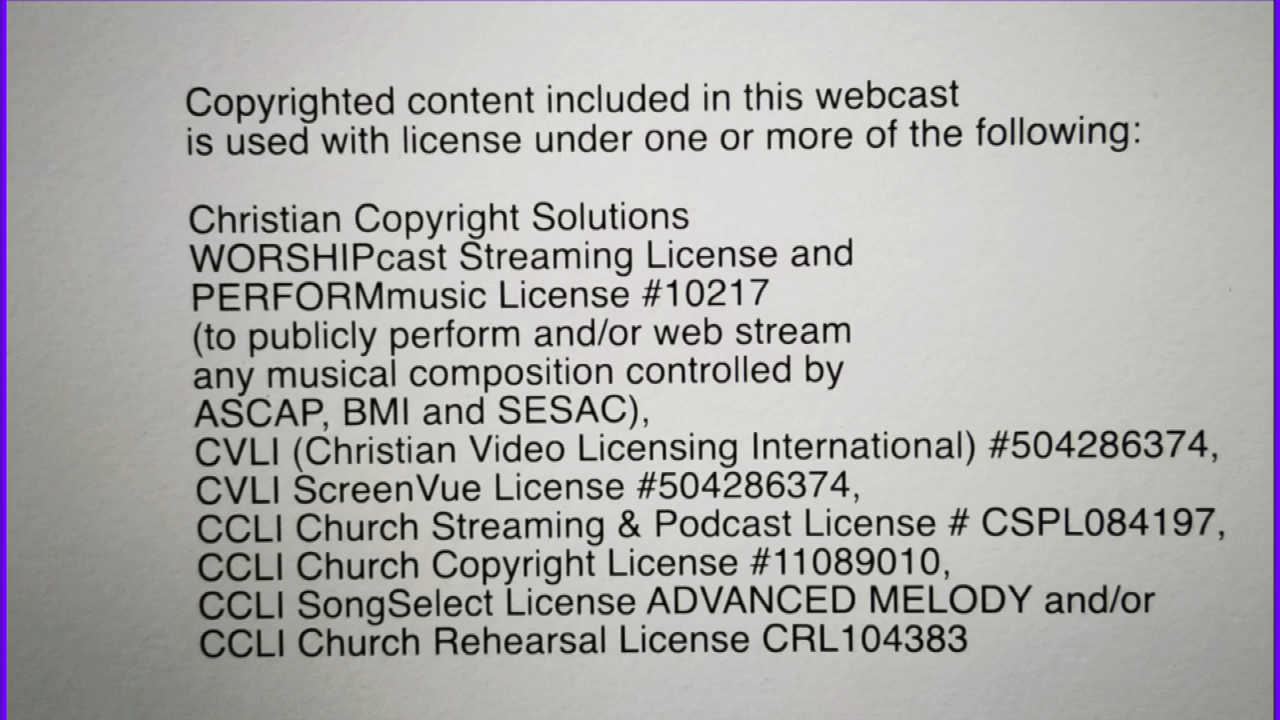 Copyrighted content included in this webcast
is used with license under one or more of the following:
Christian Copyright Solutions
WORSHIPcast Streaming License and
PERFORMmusic License #10217
(to publicly perform and/or web stream
any musical composition controlled by
ASCAP, BMI and SESAC),
CVLI (Christian Video Licensing International) #504286374,
CVLI ScreenVue License #504286374,
CCLI Church Streaming & Podcast License # CSPL084197,
CCLI Church Copyright License #11089010,
CCLI SongSelect License ADVANCED MELODY and/or
CCLI Church Rehearsal License CRL104383